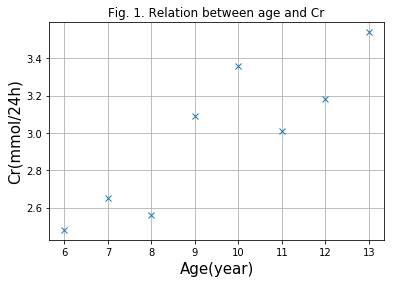 Fig. 1. Relation between age and Cr
Cr(mmol/24h)
3.4
3.2
3.0
2.8
2.6
6 7 8 9 10 11 12 13
Age(year)